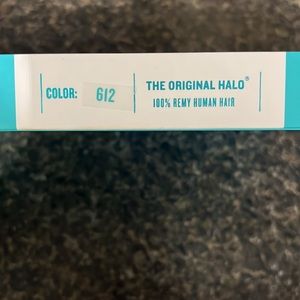 COLOR: 612
THE ORIGINAL HALO®
100% REMY HUMAN HAIR